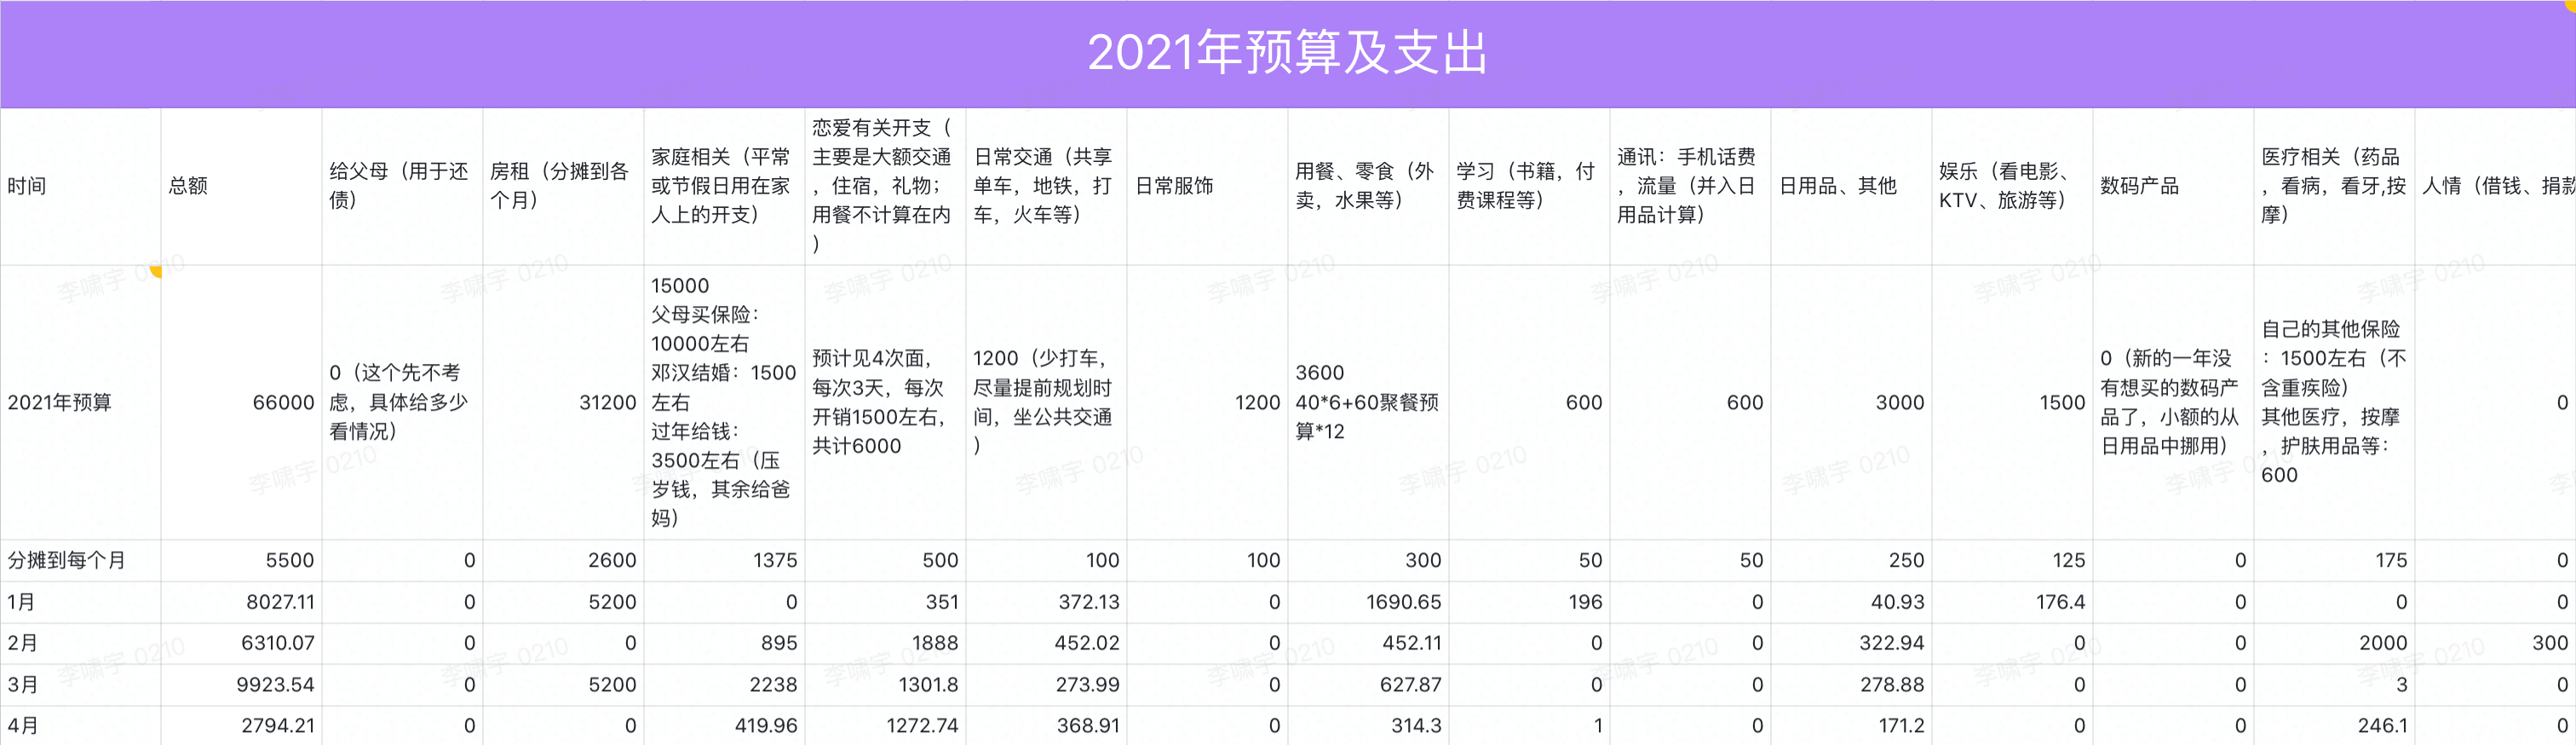 2021年预算及支出
时间
总额
给父母（用于还
债）
房租（分摊到各
个月）
家庭相关（平常
或节假日用在家
人上的开支）
恋爱有关开支（
主要是大额交通
，住宿，礼物；
用餐不计算在内
）
日常交通（共享
单车，地铁，打
车，火车等）
日常服饰
用餐、零食（外
卖，水果等）
学习（书籍，付
费课程等）
通讯：手机话费
，流量（并入日
用品计算）
日用品、其他
娱乐（看电影、
KTV、旅游等）
数码产品
医疗相关（药品
，看病，看牙,按
摩）
人情（借钱、捐款
2021年预算
66000
0（这个先不考
虑，具体给多少
看情况）
31200
15000
父母买保险：
10000左右
邓汉结婚：1500
左右
过年给钱：
3500左右（压
岁钱，其余给爸
妈）
预计见4次面，
每次3天，每次
开销1500左右，
共计6000
1200（少打车，
尽量提前规划时
间，坐公共交通
）
1200
3600
40*6+60聚餐预
算*12
600
600
3000
1500
0（新的一年没
有想买的数码产
品了，小额的从
日用品中挪用）
自己的其他保险
：1500左右（不
含重疾险）
其他医疗，按摩
，护肤用品等：
600
0
分摊到每个月 5500 0 2600 1375 500 100 100 300 50 50 250 125 0 175 0
1月 8027.11 0 5200 0 351 372.13 0 1690.65 196 0 40.93 176.4 0 0 0
2月 6310.07 0 0 895 1888 452.02 0 452.11 0 0 322.94 0 0 2000 300
3月 9923.54 0 5200 2238 1301.8 273.99 0 627.87 0 0 278.88 0 0 3 0
4月 2794.21 0 0 419.96 1272.74 368.91 0 314.3 1 0 171.2 0 0 246.1 0
李啸宇 0210